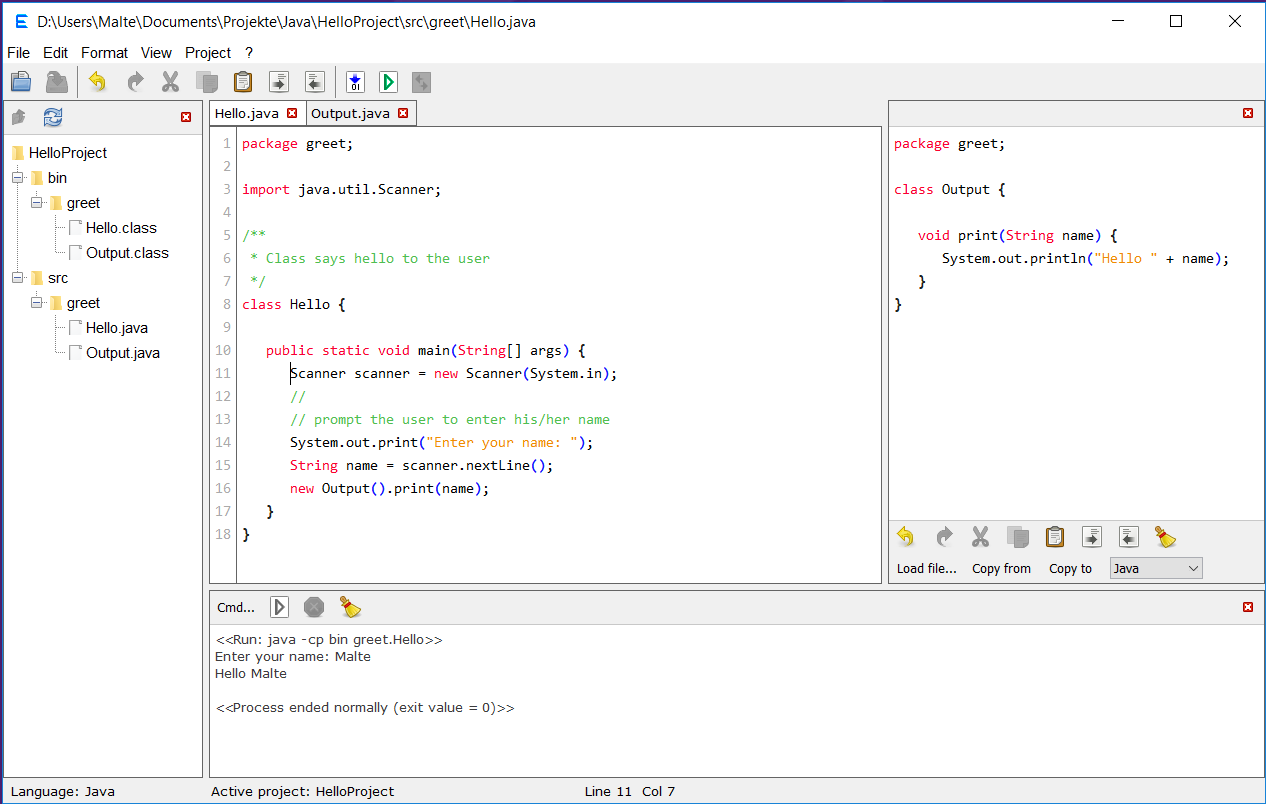 E D:\Users\Malte\Documents\Projekte\Java\HelloProject\src\greet\Hello.java
File Edit Format View Project ?
01
HelloProject
bin
greet
Hello.class
Output.class
src
greet
Hello.java
Output.java
Hello.java Output.java
1 package greet;
2
3 import java.util.Scanner;
4
5 /**
6 * Class says hello to the user
7 */
8 class Hello {
9
10 public static void main(String[] args) {
11 Scanner scanner = new Scanner(System.in);
12 //
13 // prompt the user to enter his/her name
14 System.out.print("Enter your name: ");
15 String name = scanner.nextLine();
16 new Output().print(name);
17 }
18 }
package greet;
class Output {
void print(String name) {
System.out.println("Hello " + name);
}
}
Load file... Copy from Copy to Java
Cmd...
<<Run: java -cp bin greet.Hello>>
Enter your name: Malte
Hello Malte
<<Process ended normally (exit value = 0)>>
Language: Java Active project: HelloProject Line 11 Col 7